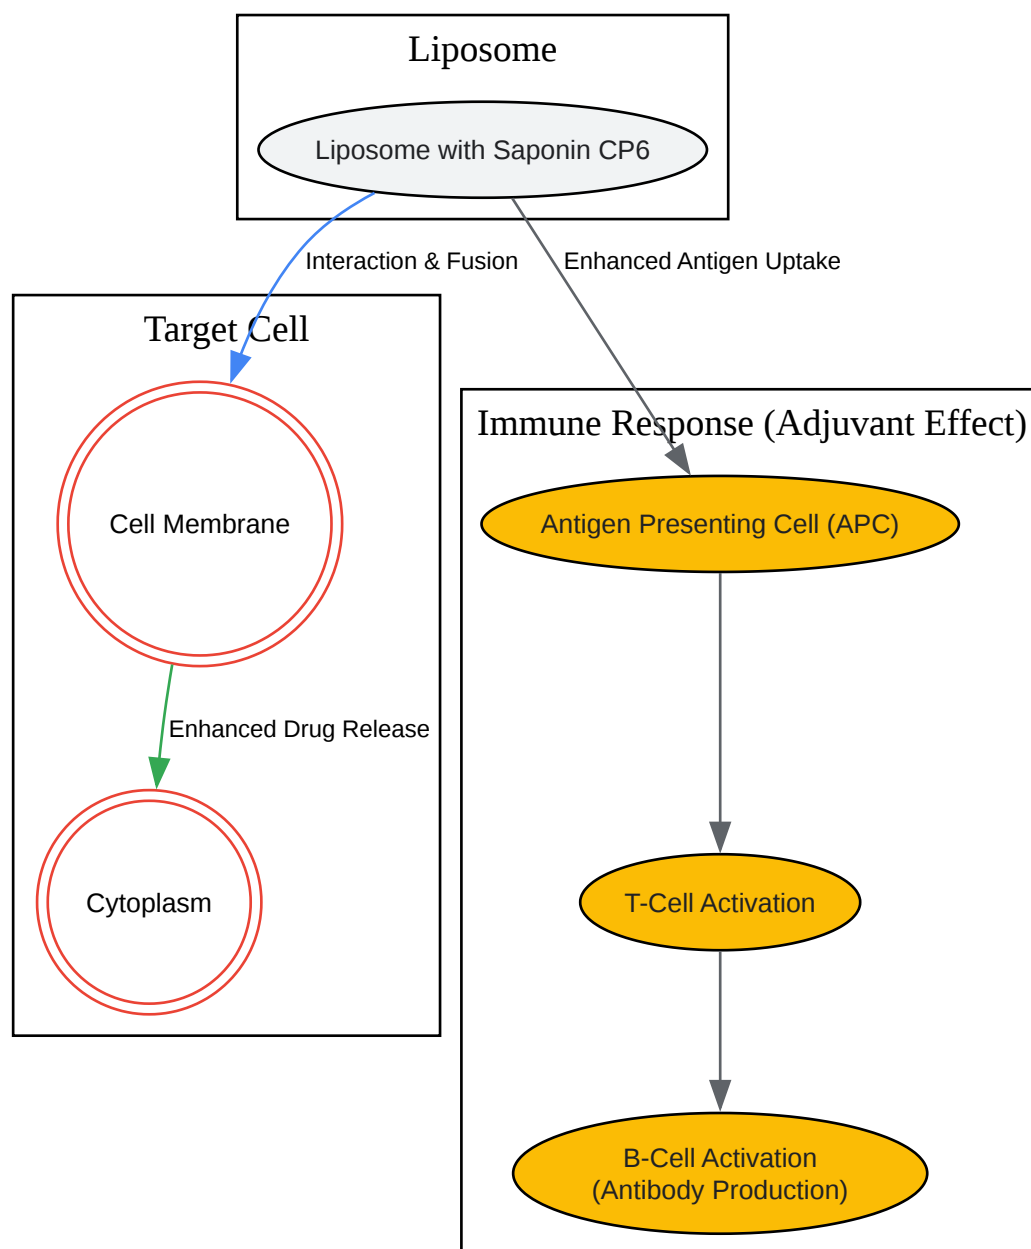 Liposome
Liposome with Saponin CP6
Interaction & Fusion
Enhanced Antigen Uptake
Target Cell
Immune Response (Adjuvant Effect)
Cell Membrane
Antigen Presenting Cell (APC)
Enhanced Drug Release
Cytoplasm
T-Cell Activation
B-Cell Activation
(Antibody Production)